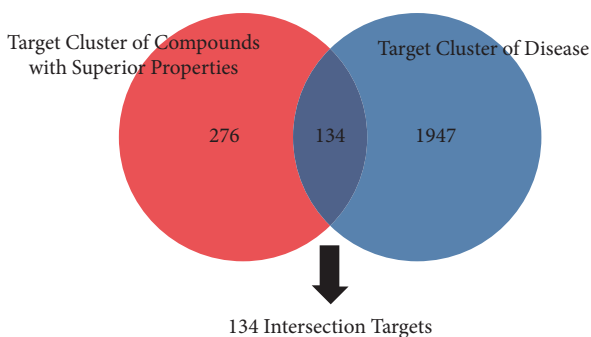 Target Cluster of Compounds
with Superior Properties
Target Cluster of Disease
276
134
1947
134 Intersection Targets